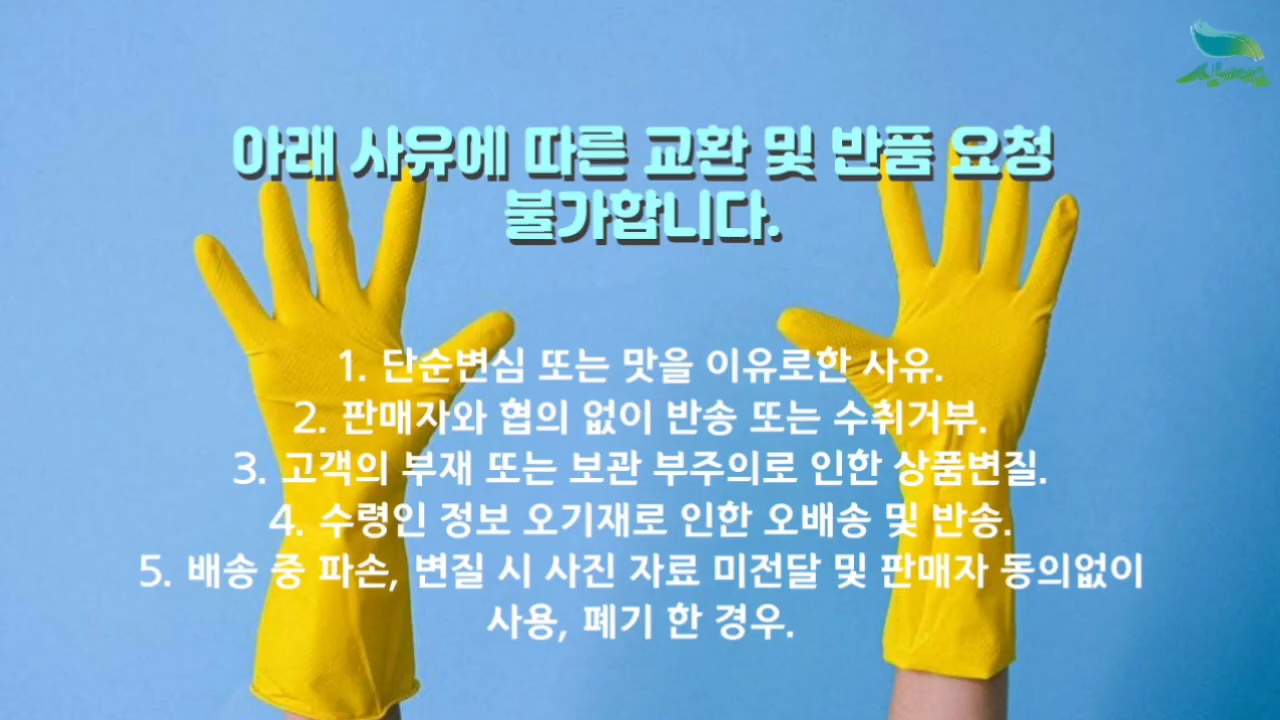 아래 사유에 따른 교환 및 반품 요청
불가합니다.
1. 단순변심 또는 맛을 이유로한 사유.
2. 판매자와 협의 없이 반송 또는 수취거부.
3. 고객의 부재 또는 보관 부주의로 인한 상품변질.
4. 수령인 정보 오기재로 인한 오배송 및 반송.
5. 배송 중 파손, 변질 시 사진 자료 미전달 및 판매자 동의없이
사용, 폐기 한 경우.